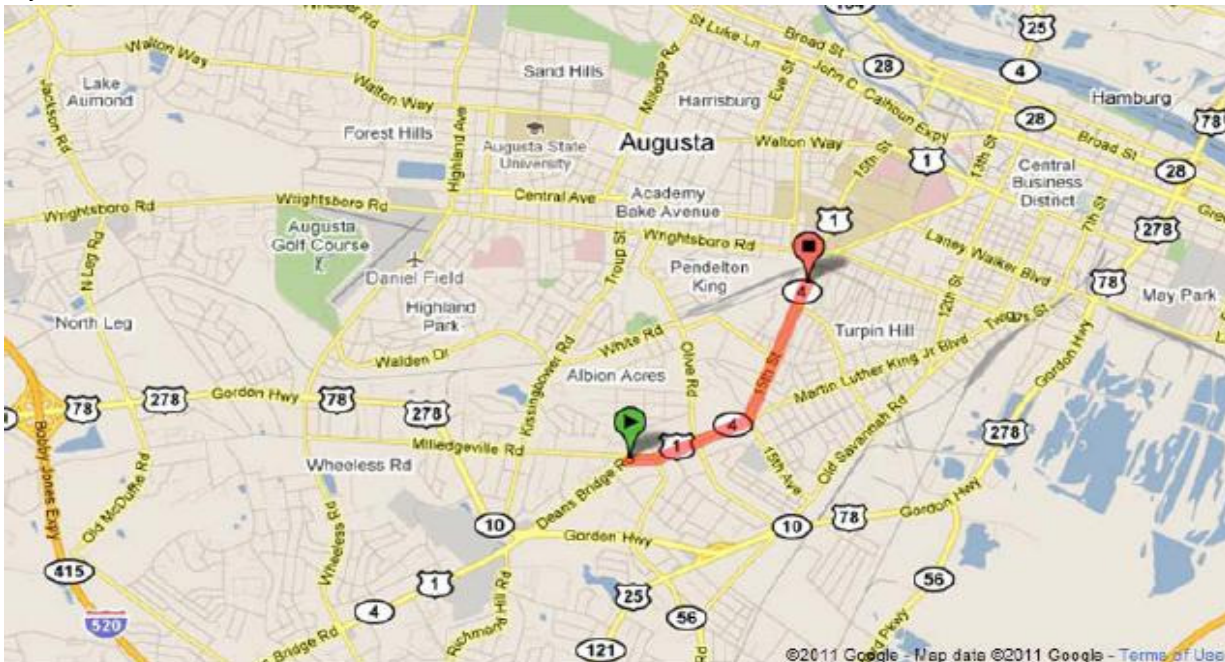 104
25
Wheeler Rd
St Luke Ln
Broad St
28
4
Walton Way
Milledge Rd
Eve St
John C. Calhoun Expy
Sand Hills
Lake
Aumond
Walton Way
Harrisburg
Hamburg
78
Jackson Rd
Forest Hills
Highland Ave
Augusta State
University
Augusta
Walton Way
15th St
1
13th St
28
Broad St
Central
Business
District
28
Central Ave
Academy
Bake Avenue
7th St
Wrightsboro Rd
Wrightsboro Rd
Wrightsboro Rd
1
278
Augusta
Golf Course
Troup St
Laney Walker Blvd
N Leg Rd
Daniel Field
Pendelton
King
4
12th St
78
May Park
Highland
Park
Turpin Hill
North Leg
White Rd
Walden Dr
Kissingbower Rd
Olive Rd
15th St
Martin Luther King Jr Blvd
Gordon Hwy
Albion Acres
78
278
Gordon Hwy
278
Bobby Jones Expy
Milledgeville Rd
1
4
278
Wheeless Rd
Deans Bridge Rd
15th Ave
Old Savannah Rd
Old McDuffie Rd
Wheeless Rd
10
Gordon Hwy
10
78
Gordon Hwy
415
1
25
56
520
4
56
121
Bridge Rd
©2011 Google - Map data ©2011 Google - Terms of Use